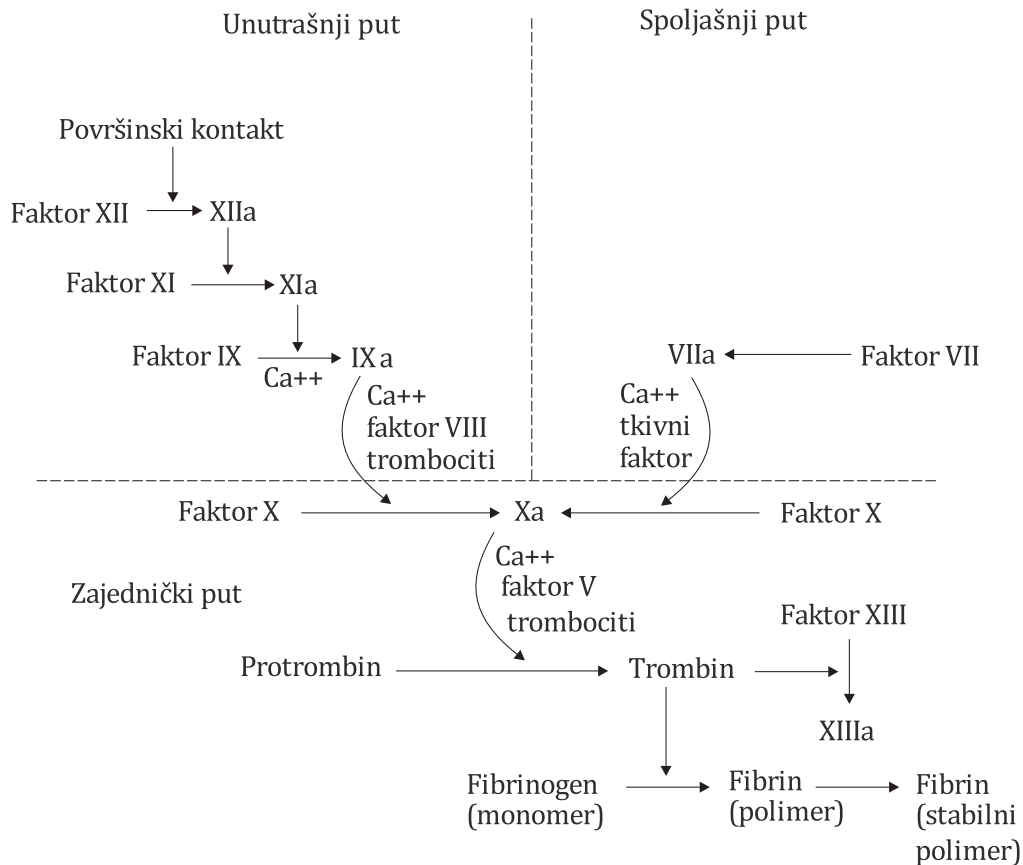 Unutrašnji put
Spoljašnji put
Površinski kontakt
Faktor XII
XIIa
Faktor XI
XIa
Faktor IX
Ca++
IXa
VIIa
Faktor VII
Ca++
faktor VIII
trombociti
Ca++
tkivni
faktor
Faktor X
Xa
Faktor X
Zajednički put
Ca++
faktor V
trombociti
Faktor XIII
Protrombin
Trombin
XIIIa
Fibrinogen
(monomer)
Fibrin
(polimer)
Fibrin
(stabilni
polimer)